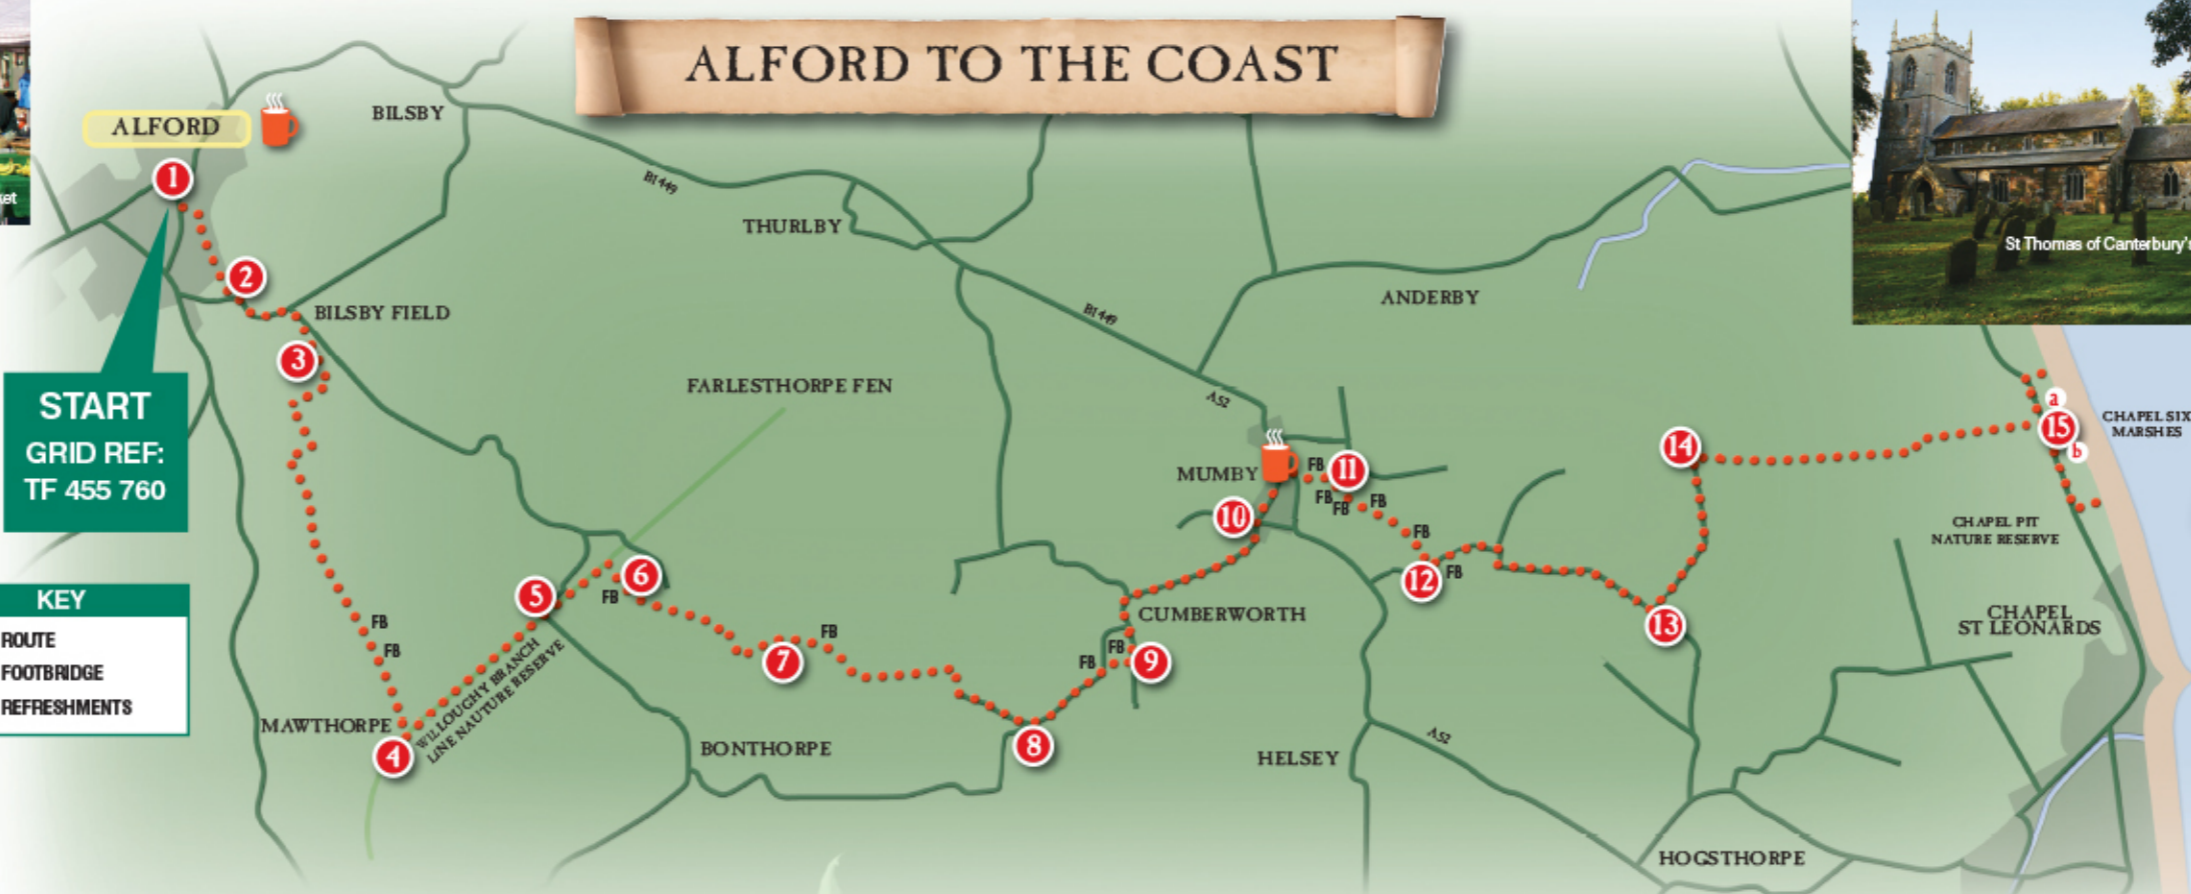 ALFORD TO THE COAST
ALFORD
BILSBY
1
B1449
THURLBY
St Thomas of Canterbury's
2
BILSBY FIELD
ANDERBY
B1449
3
START
GRID REF:
TF 455 760
FARLESTHORPE FEN
A52
a
15
b
CHAPEL SIX
MARSHES
14
MUMBY
FB
11
FB
FB
FB
10
FB
CHAPEL PIT
NATURE RESERVE
12
FB
5
6
FB
KEY
ROUTE
FOOTBRIDGE
REFRESHMENTS
FB
FB
CUMBERWORTH
CHAPEL
ST LEONARDS
13
7
FB
FB
FB
9
MAWTHORPE
WILLOUGHY BRANCH
LINE NAUTURE RESERVE
4
BONTHORPE
8
HELSEY
A52
HOGSTHORPE